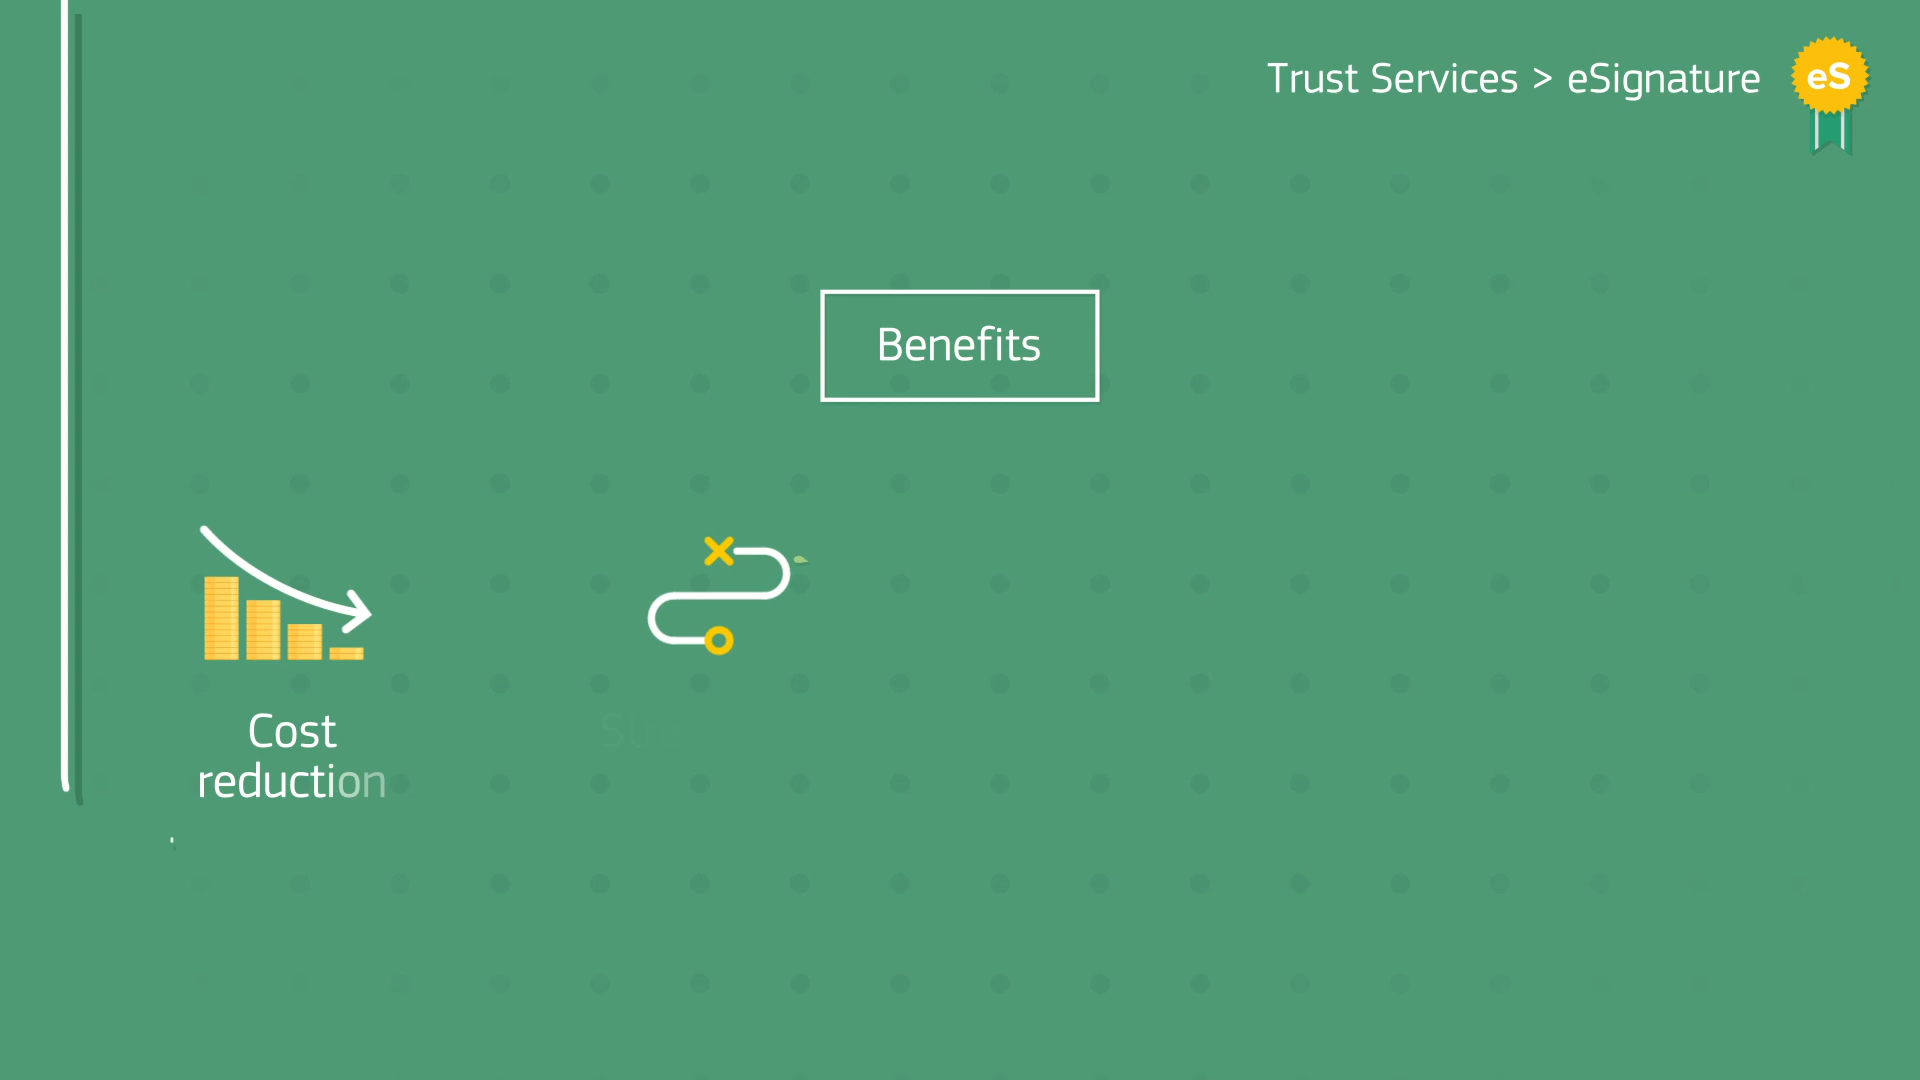 Trust Services > eSignature
eS
Benefits
Cost
reduction